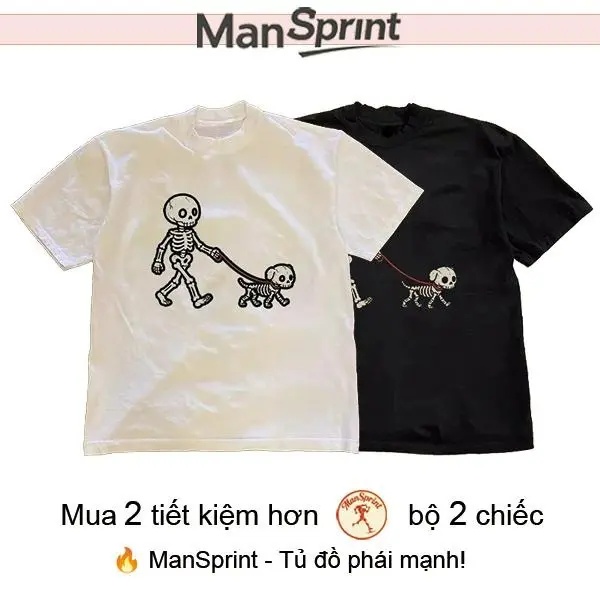 ManSprint
Mua 2 tiết kiệm hơn ManSprint bộ 2 chiếc
🔥 ManSprint - Tủ đồ phái mạnh!